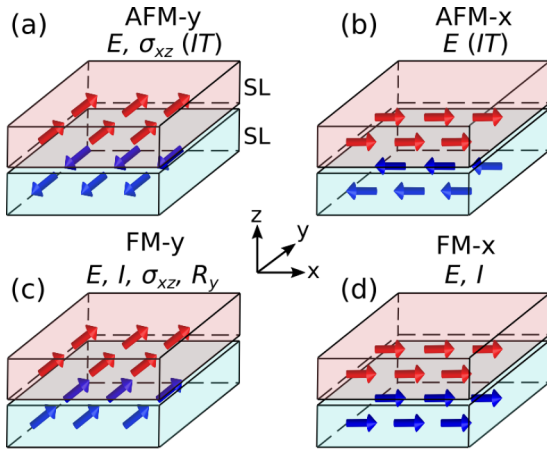 (a)
AFM-y
E, σxz (IT)
SL
SL
(b)
AFM-x
E (IT)
z
y
x
(c)
FM-y
E, I, σxz, Ry
(d)
FM-x
E, I